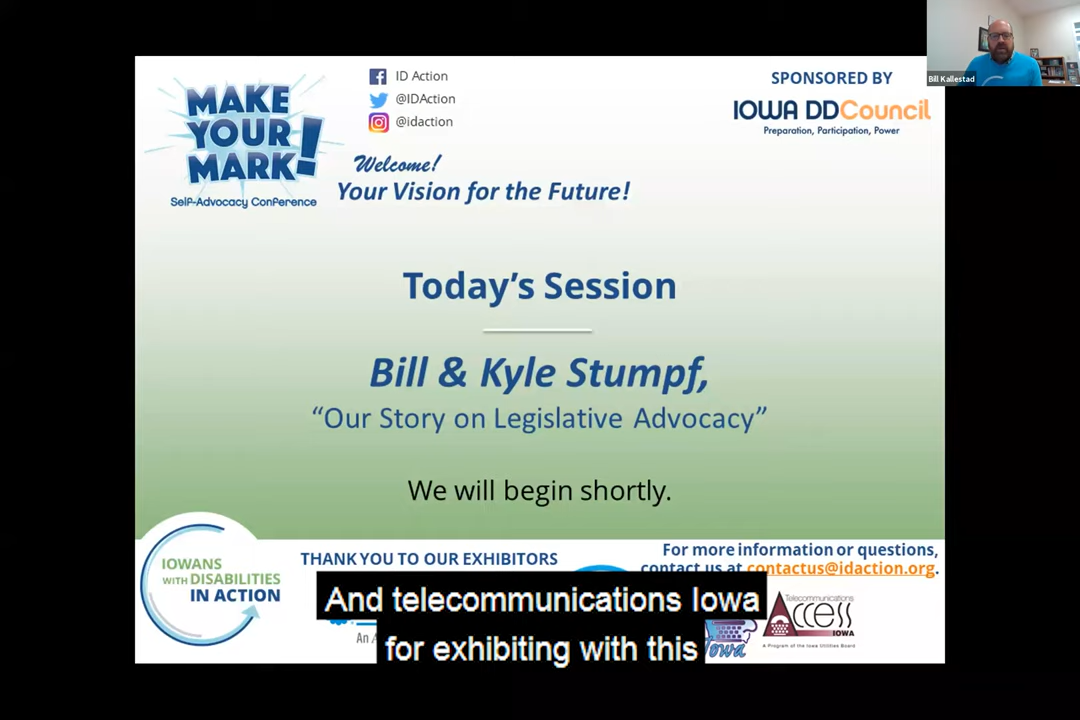 Bill Kallestad
MAKE
YOUR
MARK!
Self-Advocacy Conference
ID Action
@IDAction
@idaction
Welcome!
Your Vision for the Future!
SPONSORED BY
IOWA DDCouncil
Preparation, Participation, Power
Today's Session
Bill & Kyle Stumpf,
“Our Story on Legislative Advocacy”
We will begin shortly.
IOWANS
WITH DISABILITIES
IN ACTION
THANK YOU TO OUR EXHIBITORS
For more information or questions,
contact us at contactus@idaction.org.
Telecommunications
Access
IOWA
A Program of the Iowa Utilities Board
Iowa
An
And telecommunications Iowa
for exhibiting with this